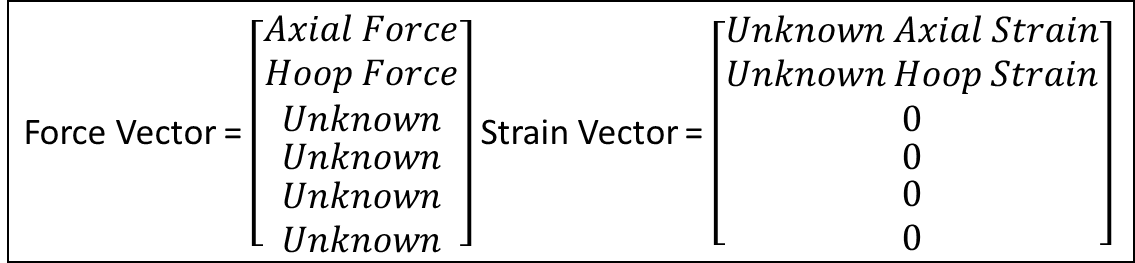 Force Vector = [Axial Force
Hoop Force
Unknown
Unknown
Unknown
Unknown]
Strain Vector = [Unknown Axial Strain
Unknown Hoop Strain
0
0
0
0]